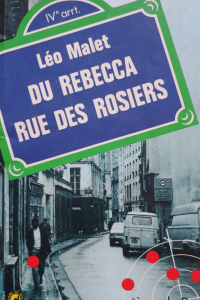 IVe arrt.
Léo Malet
DU REBECCA
RUE DES ROSIERS